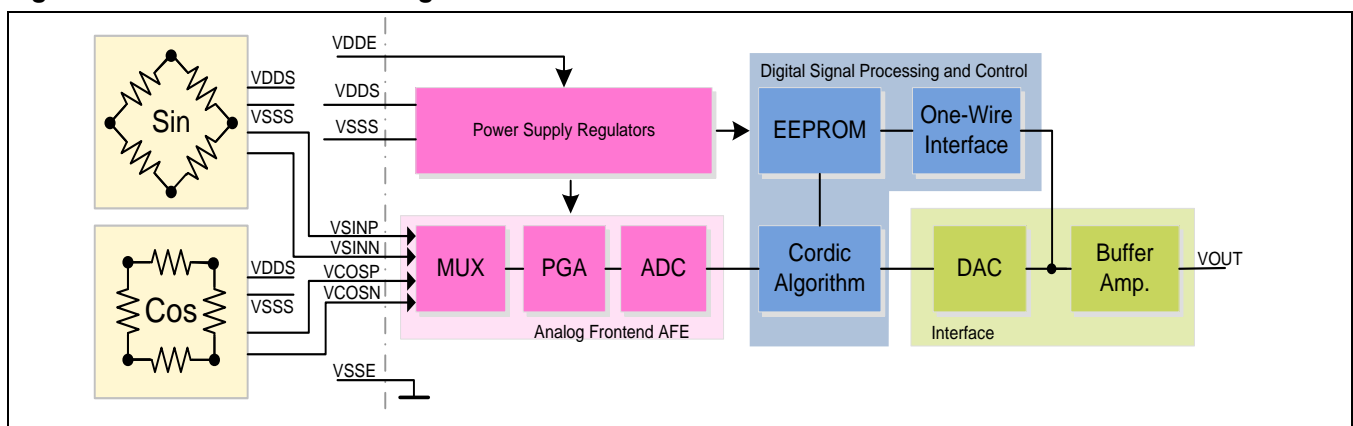 VDDE
VDDS
VSSS
Sin
VDDS
VSSS
Power Supply Regulators
Digital Signal Processing and Control
EEPROM
One-Wire
Interface
VSINP
VSINN
VCOSP
VCOSN
VDDS
VSSS
Cos
MUX
PGA
ADC
Analog Frontend AFE
Cordic
Algorithm
DAC
Buffer
Amp.
VOUT
Interface
VSSE